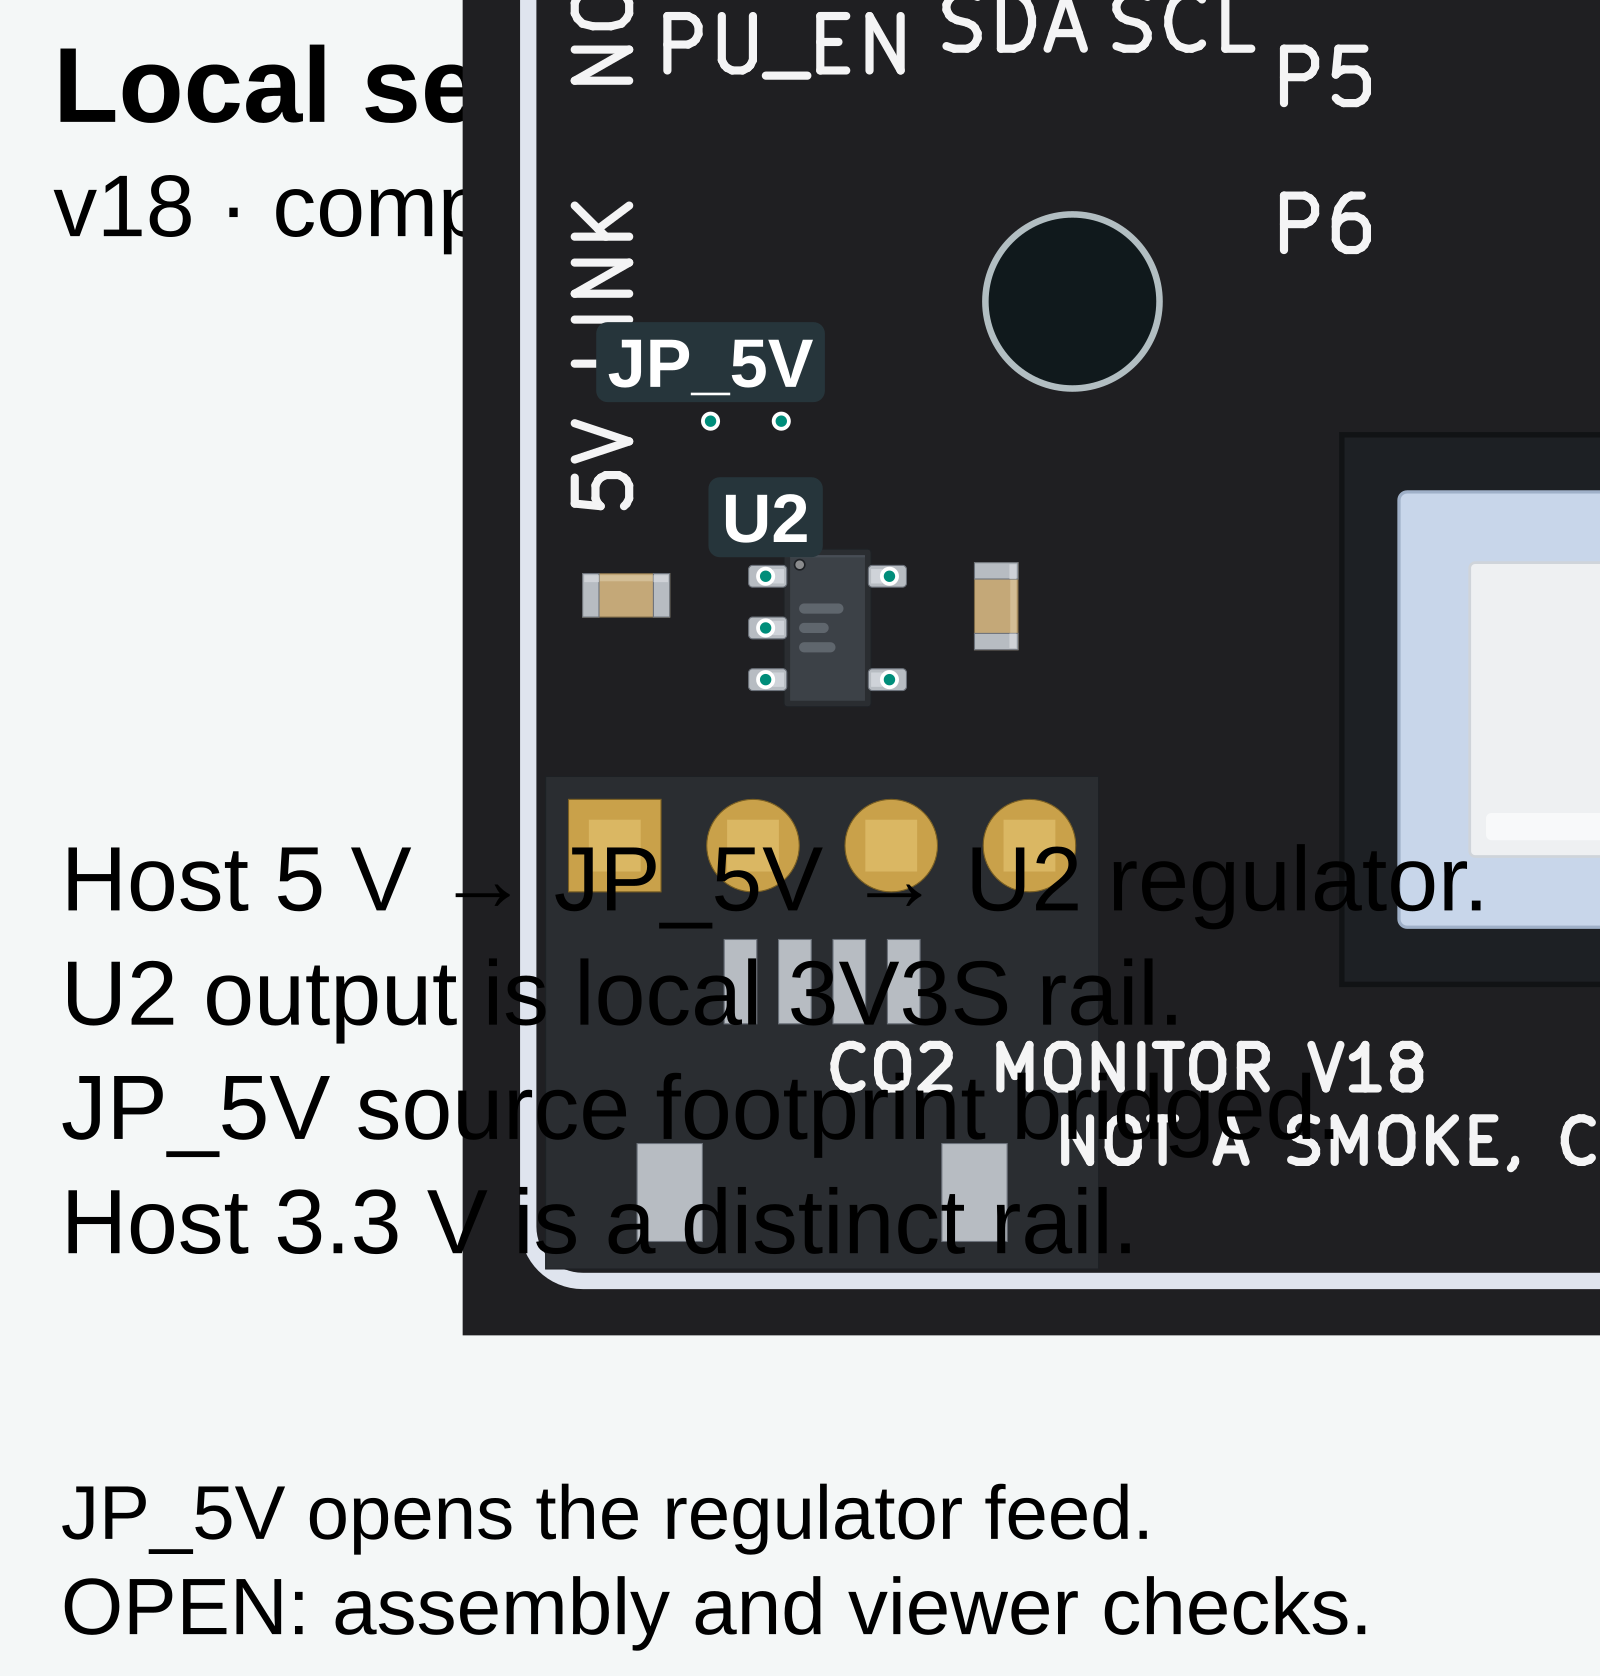 Local se
v18 · comp
NO
PU_EN
SDA SCL
P5
P6
5V LINK
JP_5V
U2
Host 5 V → JP_5V → U2 regulator.
U2 output is local 3V3S rail.
CO2 MONITOR V18
JP_5V source footprint bridged.
NOT A SMOKE, C
Host 3.3 V is a distinct rail.
JP_5V opens the regulator feed.
OPEN: assembly and viewer checks.